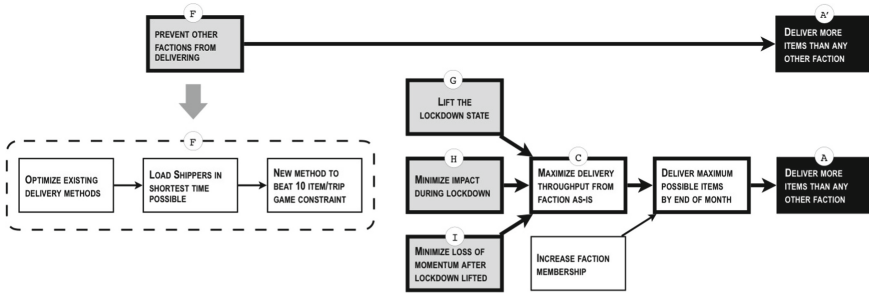 F
PREVENT OTHER
FACTIONS FROM
DELIVERING
A'
DELIVER MORE
ITEMS THAN ANY
OTHER FACTION
F
OPTIMIZE EXISTING
DELIVERY METHODS
LOAD SHIPPERS IN
SHORTEST TIME
POSSIBLE
NEW METHOD TO
BEAT 10 ITEM/TRIP
GAME CONSTRAINT
G
LIFT THE
LOCKDOWN STATE
H
MINIMIZE IMPACT
DURING LOCKDOWN
I
MINIMIZE LOSS OF
MOMENTUM AFTER
LOCKDOWN LIFTED
C
MAXIMIZE DELIVERY
THROUGHPUT FROM
FACTION AS-IS
INCREASE FACTION
MEMBERSHIP
DELIVER MAXIMUM
POSSIBLE ITEMS
BY END OF MONTH
A
DELIVER MORE
ITEMS THAN ANY
OTHER FACTION